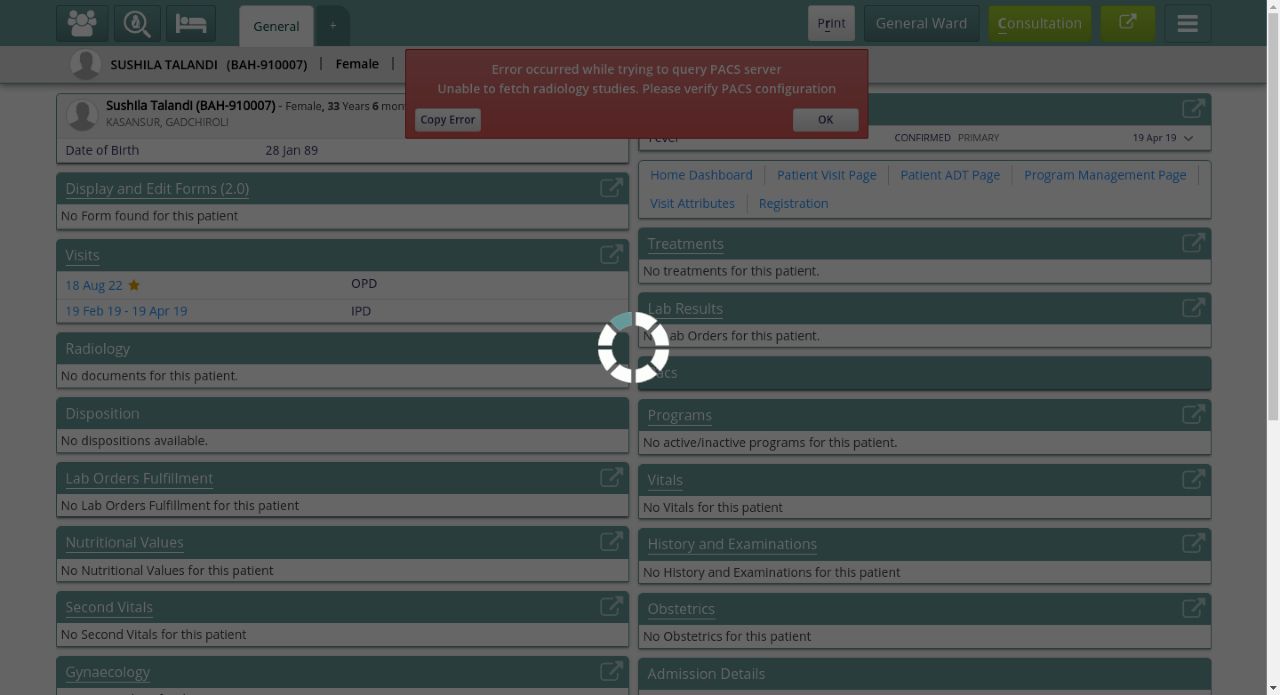 General
+
Print
General Ward
Consultation
SUSHILA TALANDI (BAH-910007) | Female |
Error occurred while trying to query PACS server
Unable to fetch radiology studies. Please verify PACS configuration
Copy Error
OK
Sushila Talandi (BAH-910007) - Female, 33 Years 6
KASANSUR, GADCHIROLI
Date of Birth 28 Jan 89
Fever CONFIRMED PRIMARY 19 Apr 19
Display and Edit Forms (2.0)
No Form found for this patient
Visits
18 Aug 22 OPD
19 Feb 19 - 19 Apr 19 IPD
Radiology
No documents for this patient.
Disposition
No dispositions available.
Lab Orders Fulfillment
No Lab Orders Fulfillment for this patient
Nutritional Values
No Nutritional Values for this patient
Second Vitals
No Second Vitals for this patient
Gynaecology
Home Dashboard Patient Visit Page Patient ADT Page Program Management Page
Visit Attributes Registration
Treatments
No treatments for this patient.
Lab Results
No Lab Orders for this patient.
Pacs
Programs
No active/inactive programs for this patient.
Vitals
No Vitals for this patient
History and Examinations
No History and Examinations for this patient
Obstetrics
No Obstetrics for this patient
Admission Details